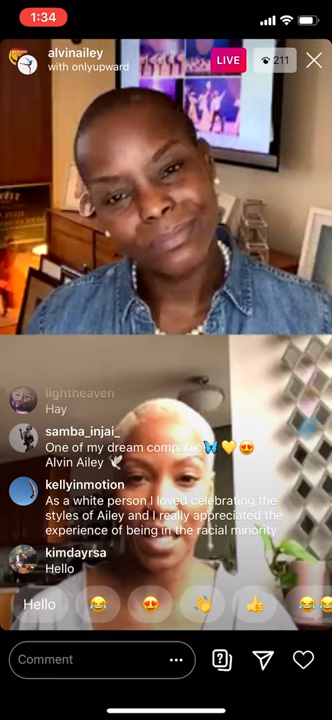 1:34
alvinailey
with onlyupward
LIVE
211
lightheaven
Hay
samba_injai_
One of my dream companie🦋💛😍
Alvin Ailey 🕊
kellyinmotion
As a white person I loved celebrating the
styles of Ailey and I really appreciated the
experience of being in the racial minority
kimdayrsa
Hello
Hello 😂 😍 👋 👍 😂😂
Comment